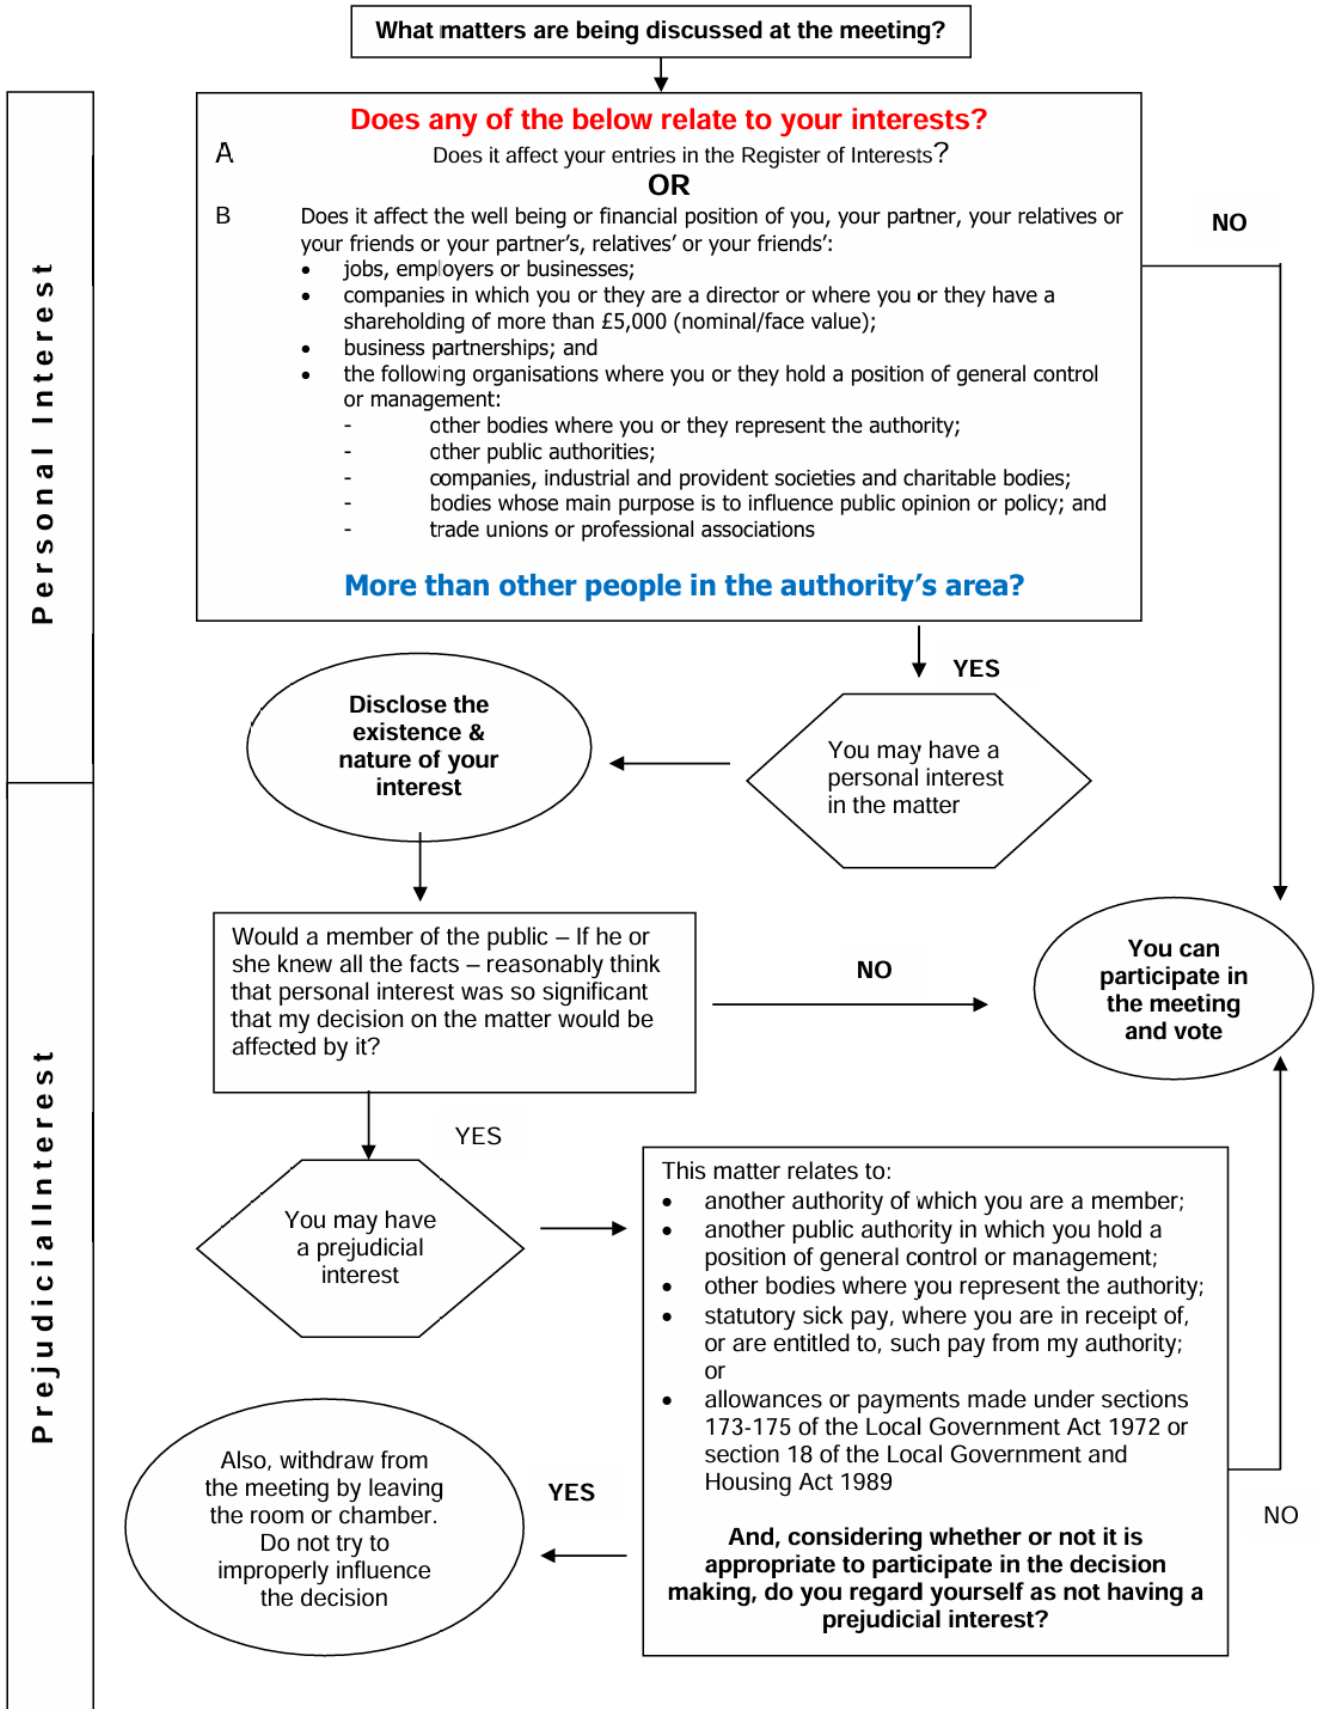 What matters are being discussed at the meeting?
Personal Interest
Does any of the below relate to your interests?
A Does it affect your entries in the Register of Interests?
OR
B Does it affect the well being or financial position of you, your partner, your relatives or
your friends or your partner's, relatives' or your friends':
• jobs, employers or businesses;
• companies in which you or they are a director or where you or they have a
shareholding of more than £5,000 (nominal/face value);
• business partnerships; and
• the following organisations where you or they hold a position of general control
or management:
- other bodies where you or they represent the authority;
- other public authorities;
- companies, industrial and provident societies and charitable bodies;
- bodies whose main purpose is to influence public opinion or policy; and
- trade unions or professional associations
More than other people in the authority's area?
NO
YES
You may have a
personal interest
in the matter
Disclose the
existence &
nature of your
interest
PrejudicialInterest
Would a member of the public – If he or
she knew all the facts – reasonably think
that personal interest was so significant
that my decision on the matter would be
affected by it?
NO
You can
participate in
the meeting
and vote
YES
You may have
a prejudicial
interest
This matter relates to:
• another authority of which you are a member;
• another public authority in which you hold a
position of general control or management;
• other bodies where you represent the authority;
• statutory sick pay, where you are in receipt of,
or are entitled to, such pay from my authority;
or
• allowances or payments made under sections
173-175 of the Local Government Act 1972 or
section 18 of the Local Government and
Housing Act 1989
And, considering whether or not it is
appropriate to participate in the decision
making, do you regard yourself as not having a
prejudicial interest?
NO
YES
Also, withdraw from
the meeting by leaving
the room or chamber.
Do not try to
improperly influence
the decision